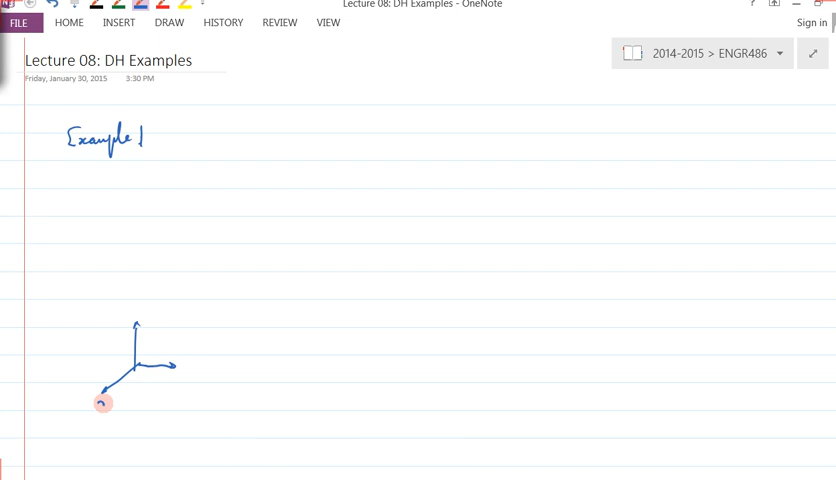 Lecture 08: DH Examples - OneNote
FILE HOME INSERT DRAW HISTORY REVIEW VIEW Sign in
Lecture 08: DH Examples
2014-2015 > ENGR486
Friday, January 30, 2015 3:30 PM
Example 1